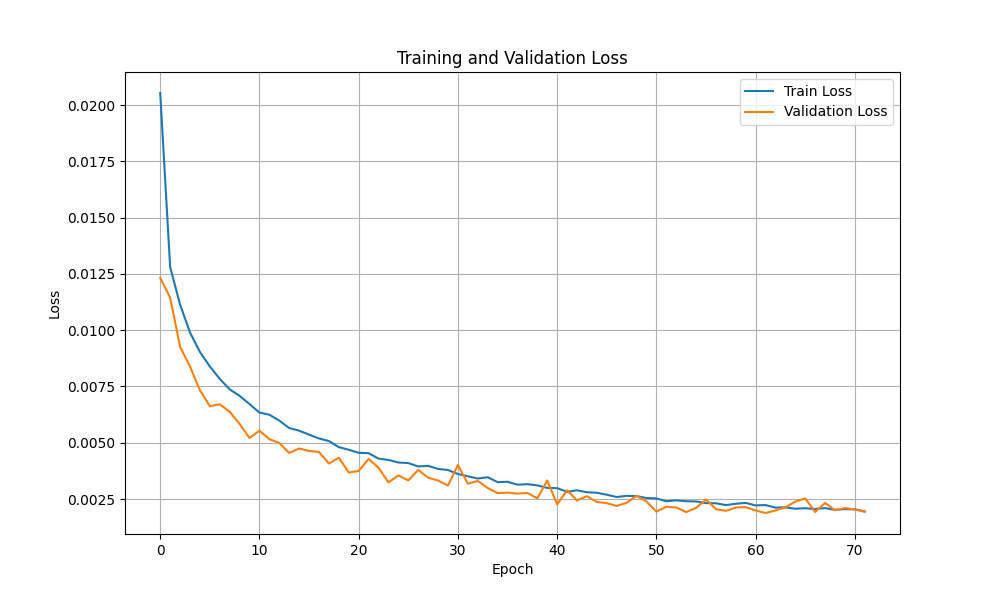 Training and Validation Loss
Train Loss
Validation Loss
0.0200
0.0175
0.0150
0.0125
0.0100
0.0075
0.0050
0.0025
Loss
0 10 20 30 40 50 60 70
Epoch